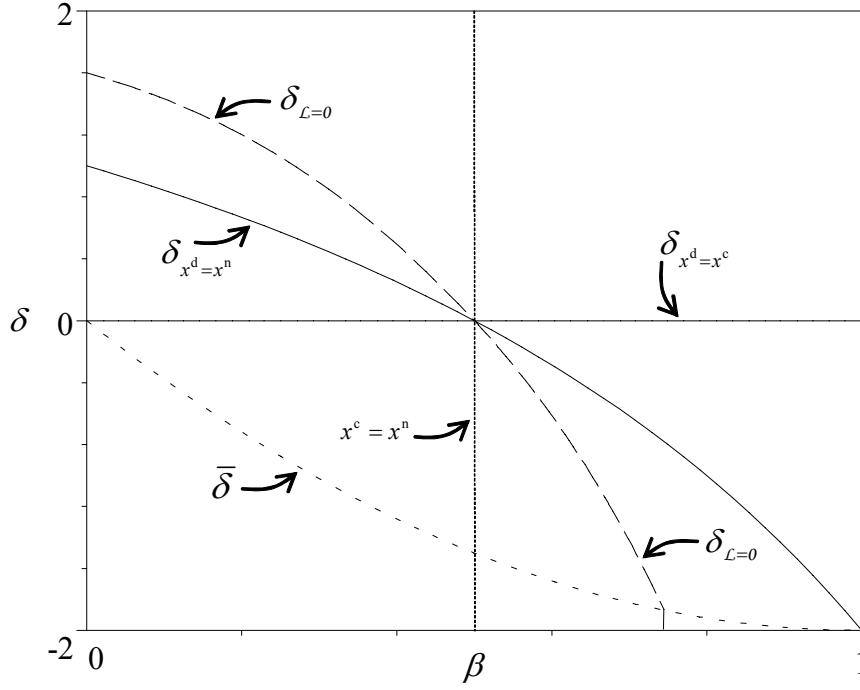 2
δ_{ℒ=0}
δ_{x^d=x^n}
δ_{x^d=x^c}
δ 0
x^c = x^n
δ̅
δ_{ℒ=0}
-2
0 β